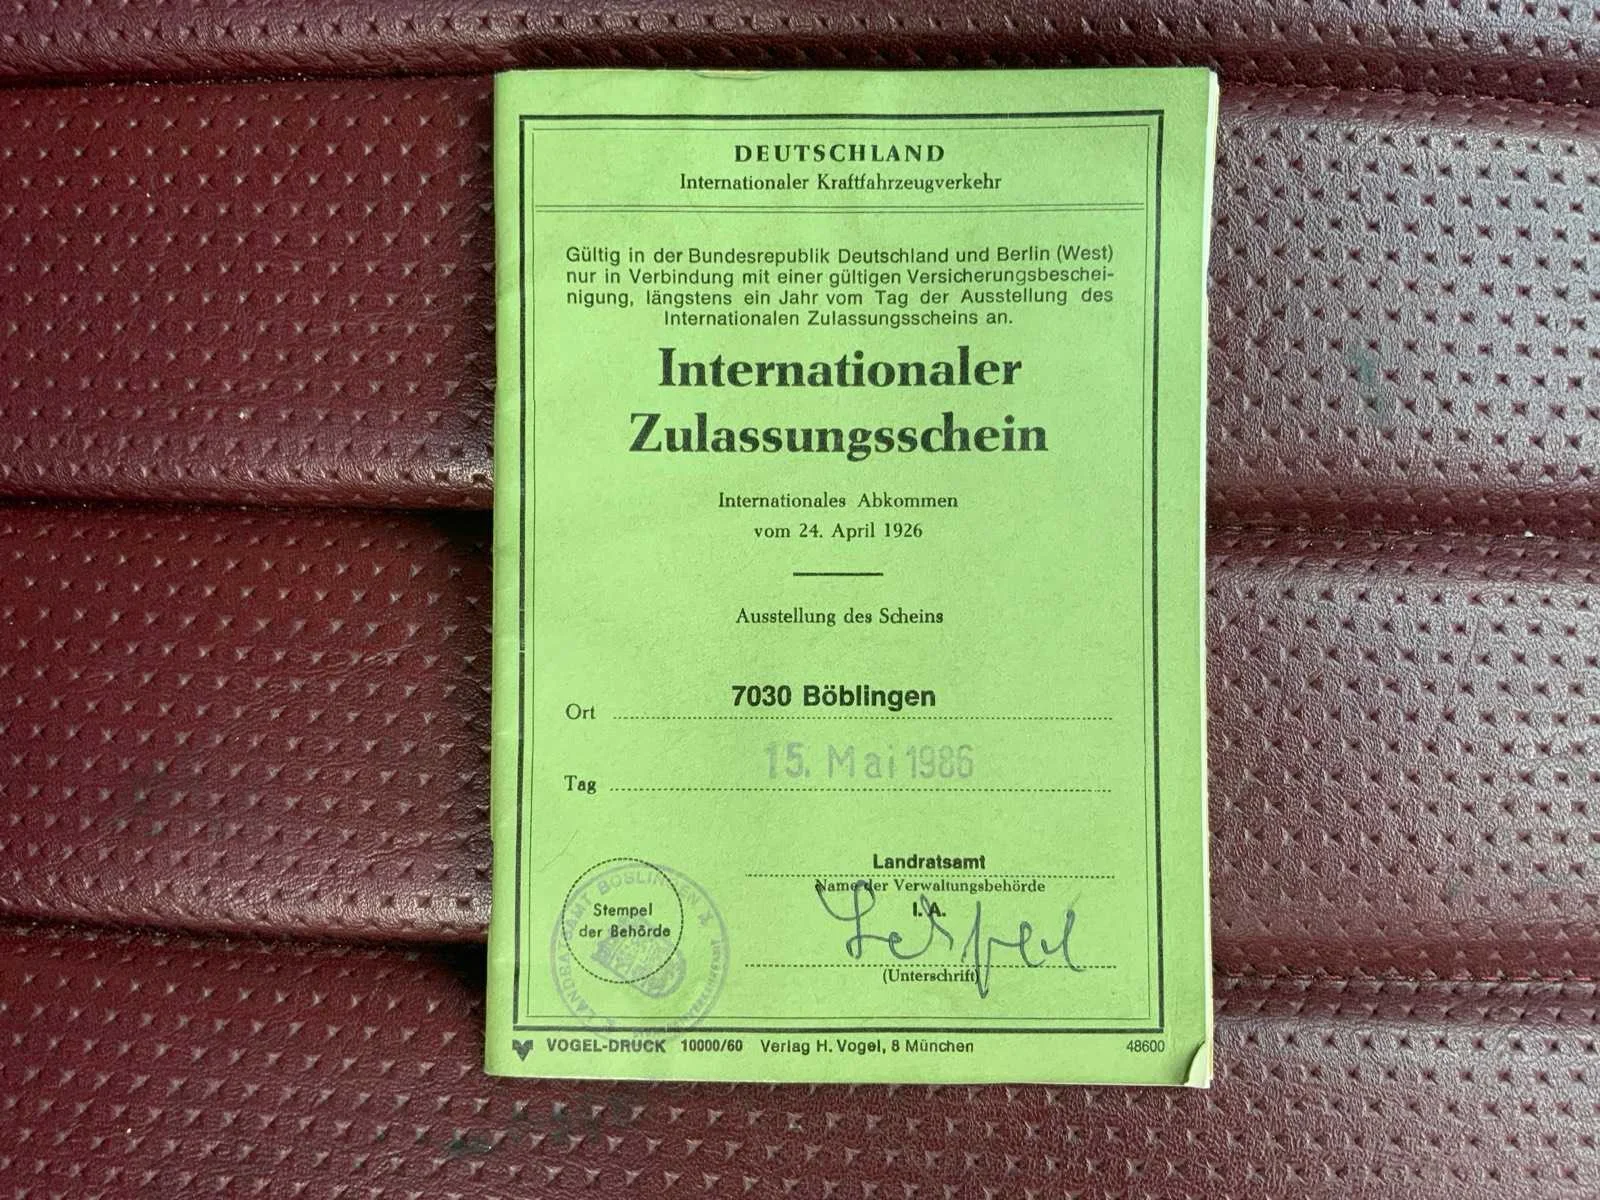 DEUTSCHLAND
Internationaler Kraftfahrzeugverkehr
Gültig in der Bundesrepublik Deutschland und Berlin (West)
nur in Verbindung mit einer gültigen Versicherungsbeschei-
nigung, längstens ein Jahr vom Tag der Ausstellung des
Internationalen Zulassungsscheins an.
Internationaler
Zulassungsschein
Internationales Abkommen
vom 24. April 1926
Ausstellung des Scheins
Ort 7030 Böblingen
Tag 15. Mai 1986
Landratsamt
Name der Verwaltungsbehörde
I. A.
(Unterschrift)
Stempel
der Behörde
LANDRATSAMT BÖBLINGEN
VOGEL-DRUCK 10000/60 Verlag H. Vogel, 8 München 48600